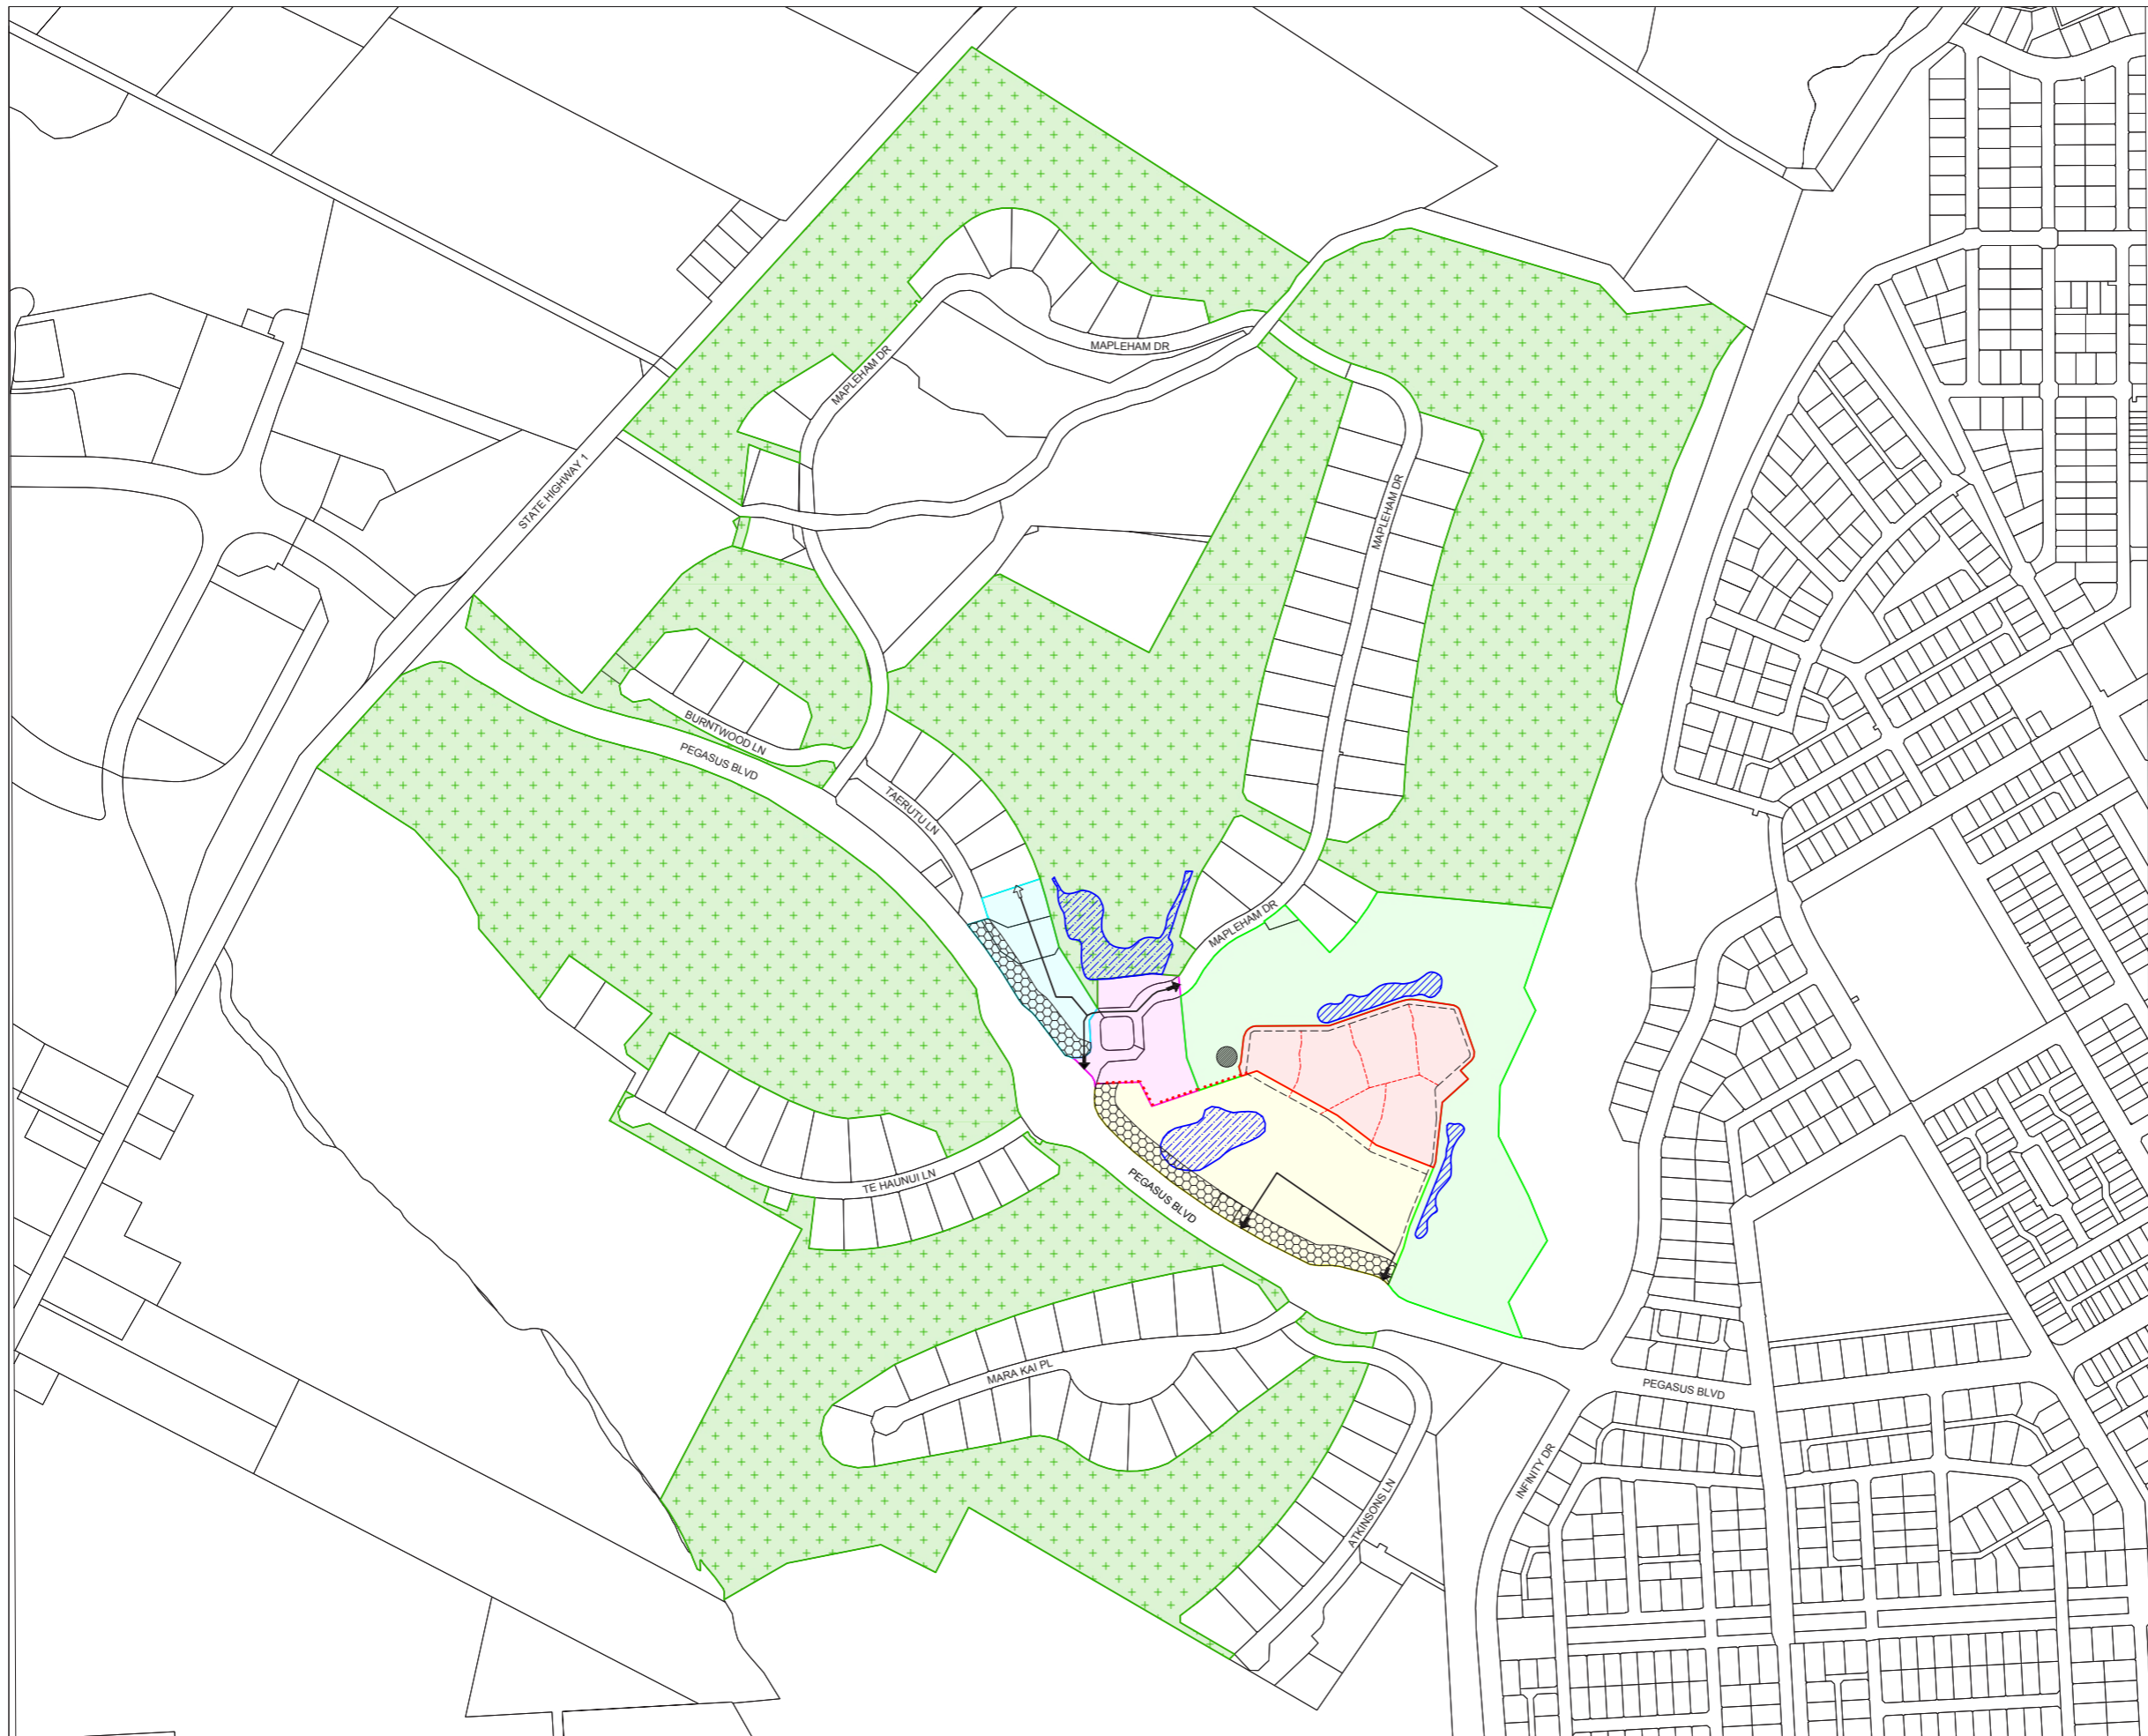 MAPLEHAM DR
MAPLEHAM DR
STATE HIGHWAY 1
MAPLEHAM DR
BURNTWOOD LN
PEGASUS BLVD
TAERUTU LN
MAPLEHAM DR
TE HAUNUI LN
PEGASUS BLVD
MARA KAI PL
PEGASUS BLVD
INFINITY DR
ATKINSONS LN